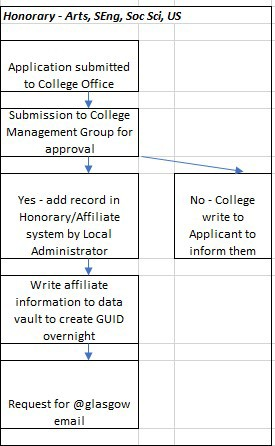 Honorary - Arts, SEng, Soc Sci, US
Application submitted
to College Office
Submission to College
Management Group for
approval
Yes - add record in
Honorary/Affiliate
system by Local
Administrator
No - College
write to
Applicant to
inform them
Write affiliate
information to data
vault to create GUID
overnight
Request for @glasgow
email